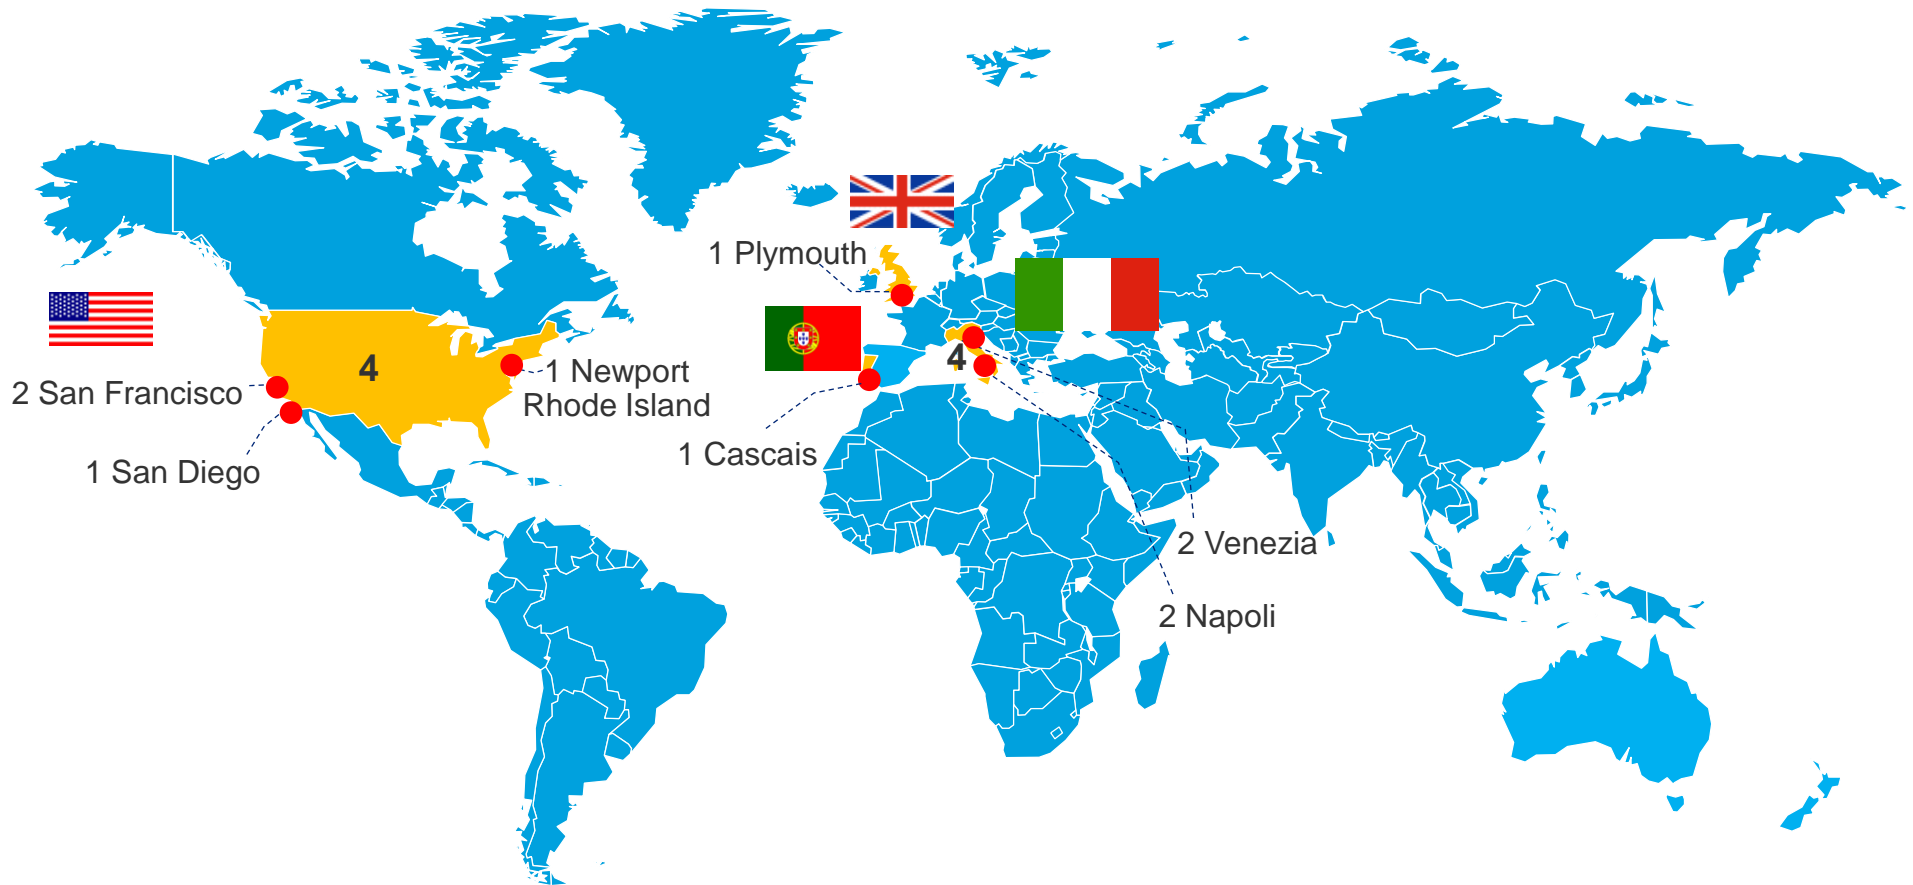 1 Plymouth
4
2 San Francisco
1 Newport
Rhode Island
1 San Diego
4
1 Cascais
2 Venezia
2 Napoli